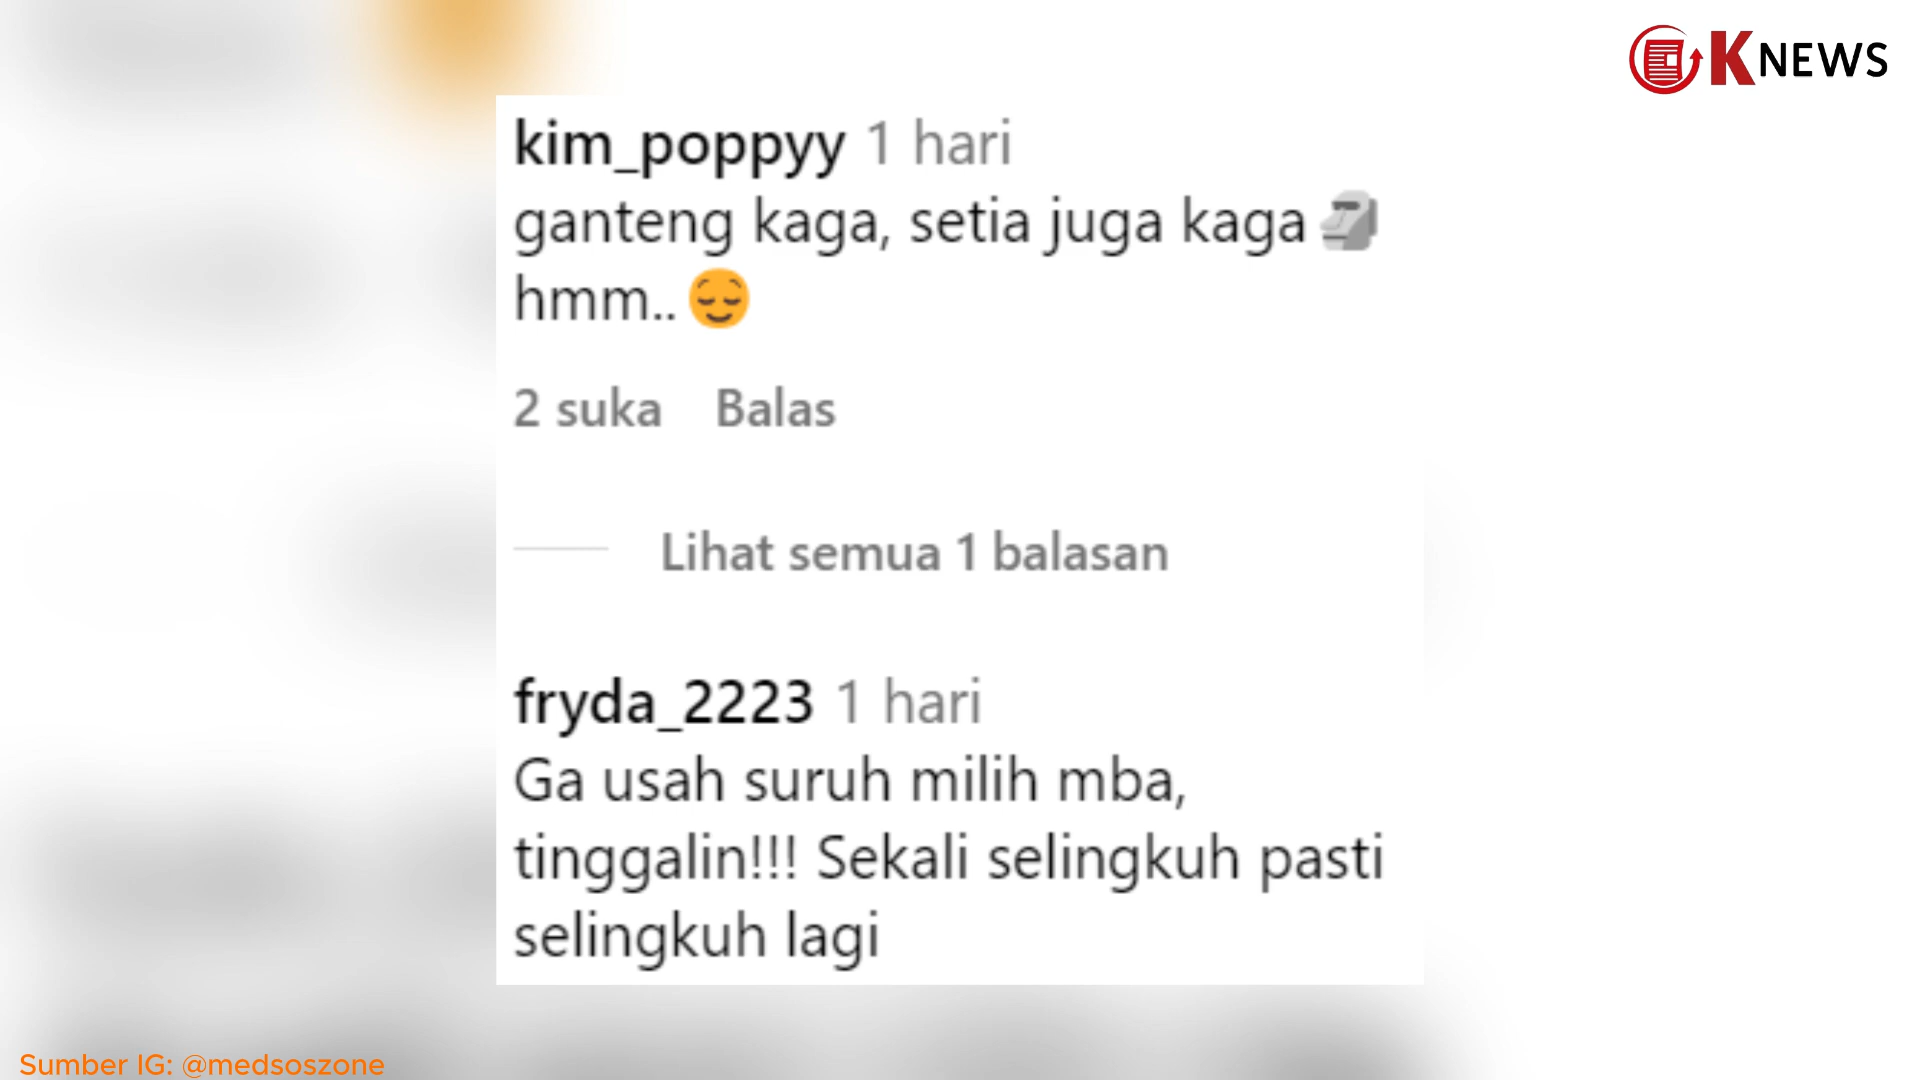 KNEWS
kim_poppyy 1 hari
ganteng kaga, setia juga kaga 🗿
hmm.. 😌
2 suka Balas
Lihat semua 1 balasan
fryda_2223 1 hari
Ga usah suruh milih mba,
tinggalin!!! Sekali selingkuh pasti
selingkuh lagi
Sumber IG: @medsoszone